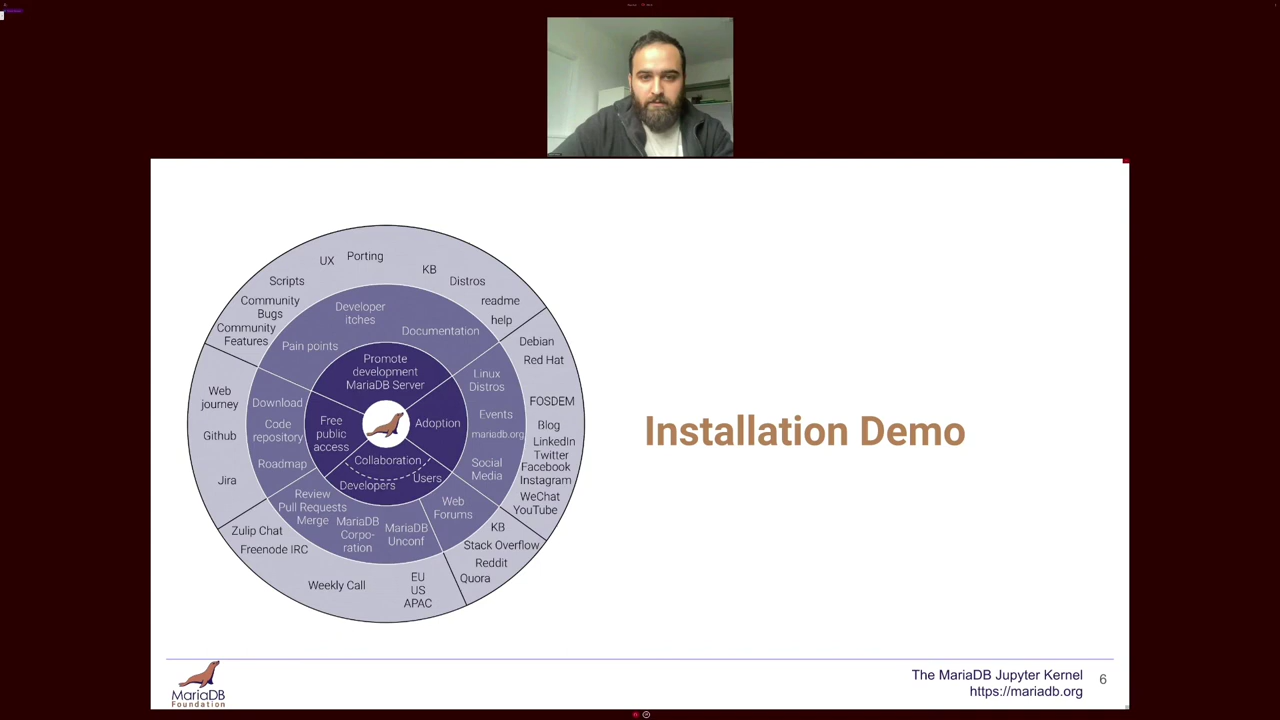 UX
Porting
KB
Scripts
Distros
Community
Bugs
readme
Community
Features
help
Developer
itches
Documentation
Pain points
Debian
Red Hat
Promote
development
MariaDB Server
Linux
Distros
Web
journey
Download
FOSDEM
Free
public
access
Adoption
Events
mariadb.org
Code
repository
Github
Blog
LinkedIn
Twitter
Facebook
Instagram
WeChat
YouTube
Collaboration
Developers
Users
Roadmap
Social
Media
Jira
Review
Pull Requests
Merge
MariaDB
Corpo-
ration
MariaDB
Unconf
Web
Forums
Zulip Chat
Freenode IRC
KB
Stack Overflow
Reddit
Quora
Weekly Call
EU
US
APAC
Installation Demo
MariaDB
Foundation
The MariaDB Jupyter Kernel
https://mariadb.org
6